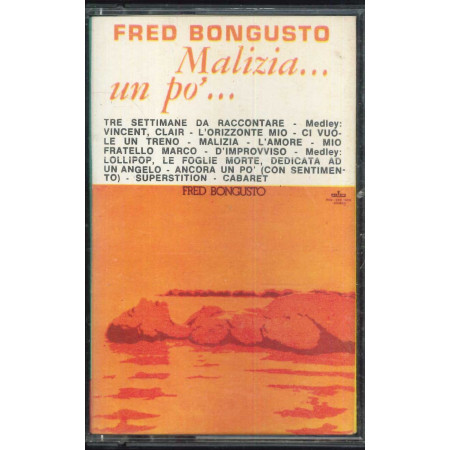 FRED BONGUSTO
Malizia...
un po'...
TRE SETTIMANE DA RACCONTARE - Medley:
VINCENT, CLAIR - L'ORIZZONTE MIO - CI VUO-
LE UN TRENO - MALIZIA - L'AMORE - MIO
FRATELLO MARCO - D'IMPROVVISO - Medley:
LOLLIPOP, LE FOGLIE MORTE, DEDICATA AD
UN ANGELO - ANCORA UN PO' (CON SENTIMEN-
TO) - SUPERSTITION - CABARET
FRED BONGUSTO